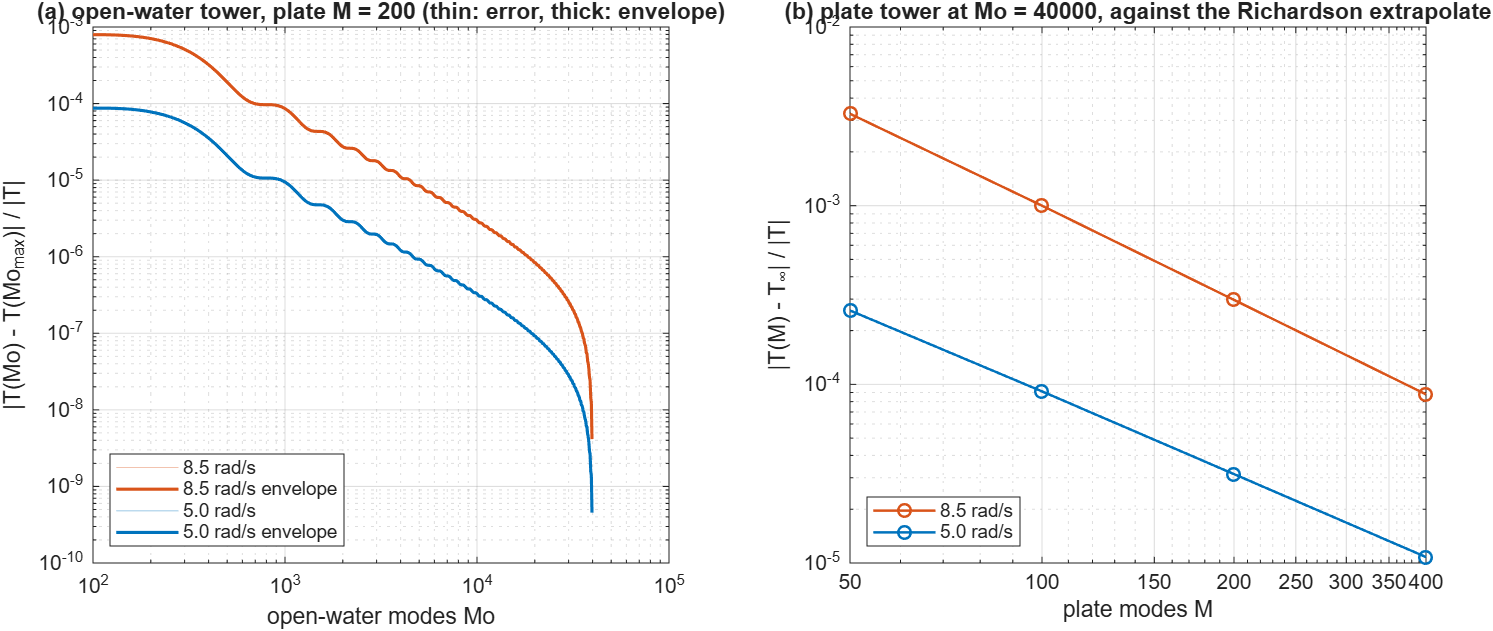 (a) open-water tower, plate M = 200 (thin: error, thick: envelope)
|T(Mo) - T(Mo_max)| / |T|
10^-3
10^-4
10^-5
10^-6
10^-7
10^-8
10^-9
10^-10
8.5 rad/s
8.5 rad/s envelope
5.0 rad/s
5.0 rad/s envelope
10^2 10^3 10^4 10^5
open-water modes Mo
(b) plate tower at Mo = 40000, against the Richardson extrapolate
|T(M) - T_∞| / |T|
10^-2
10^-3
10^-4
10^-5
8.5 rad/s
5.0 rad/s
50 100 150 200 250 300 350 400
plate modes M